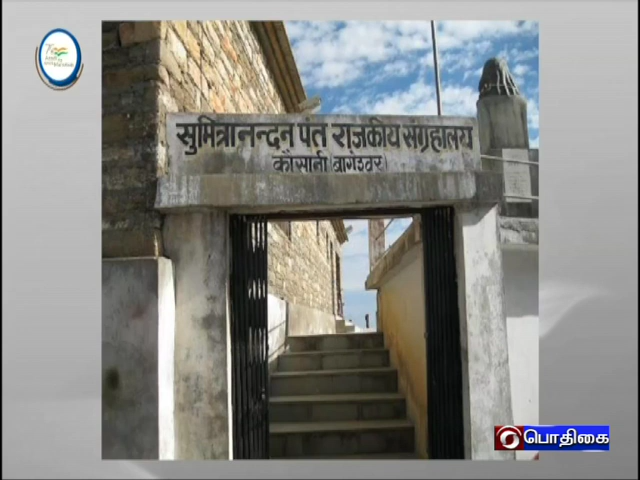 सुमित्रानन्दन पंत राजकीय संग्रहालय
कौसानी (बागेश्वर)
பொதிகை